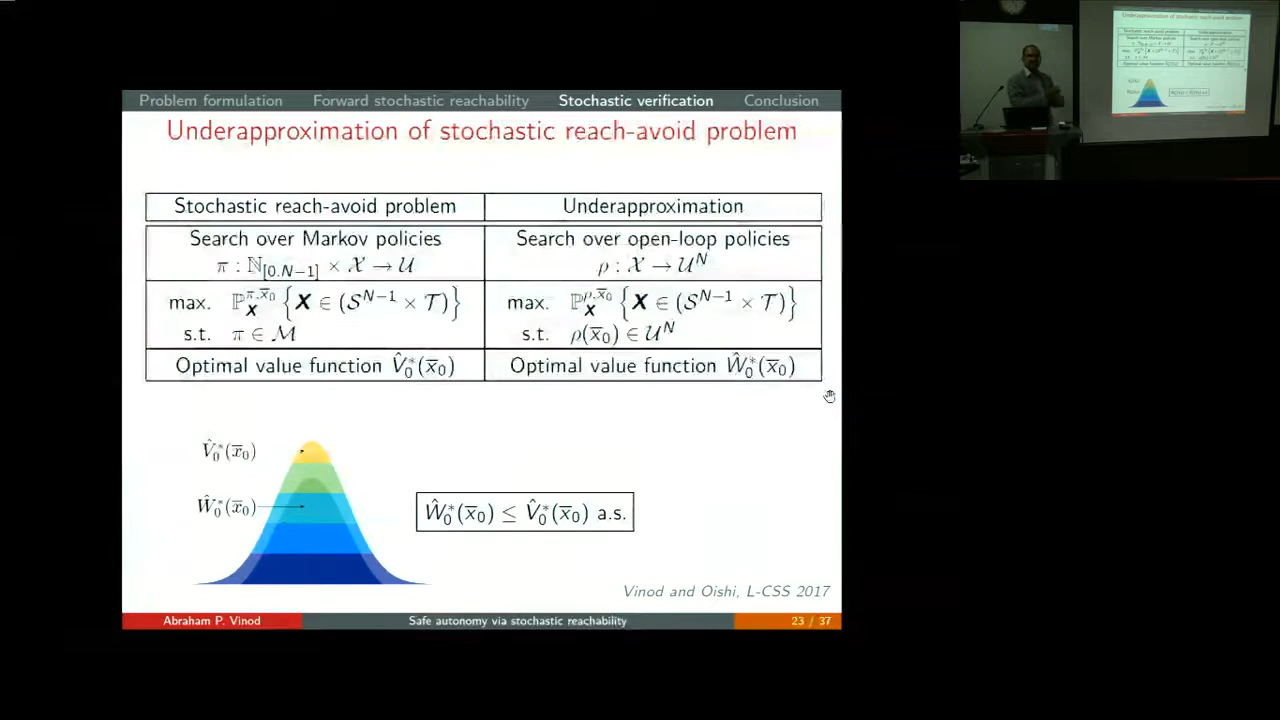 Problem formulation Forward stochastic reachability Stochastic verification Conclusion
Underapproximation of stochastic reach-avoid problem
Stochastic reach-avoid problem Underapproximation
Search over Markov policies Search over open-loop policies
π : ℕ[0,N−1] × 𝒳 → 𝒰 ρ : 𝒳 → 𝒰^N
max. ℙ_X^{π,x̄₀} {X ∈ (𝒮^{N−1} × 𝒯)} max. ℙ_X^{ρ,x̄₀} {X ∈ (𝒮^{N−1} × 𝒯)}
s.t. π ∈ ℳ s.t. ρ(x̄₀) ∈ 𝒰^N
Optimal value function V̂₀*(x̄₀) Optimal value function Ŵ₀*(x̄₀)
V̂₀*(x̄₀)
Ŵ₀*(x̄₀)
Ŵ₀*(x̄₀) ≤ V̂₀*(x̄₀) a.s.
Vinod and Oishi, L-CSS 2017
Abraham P. Vinod Safe autonomy via stochastic reachability 23 / 37